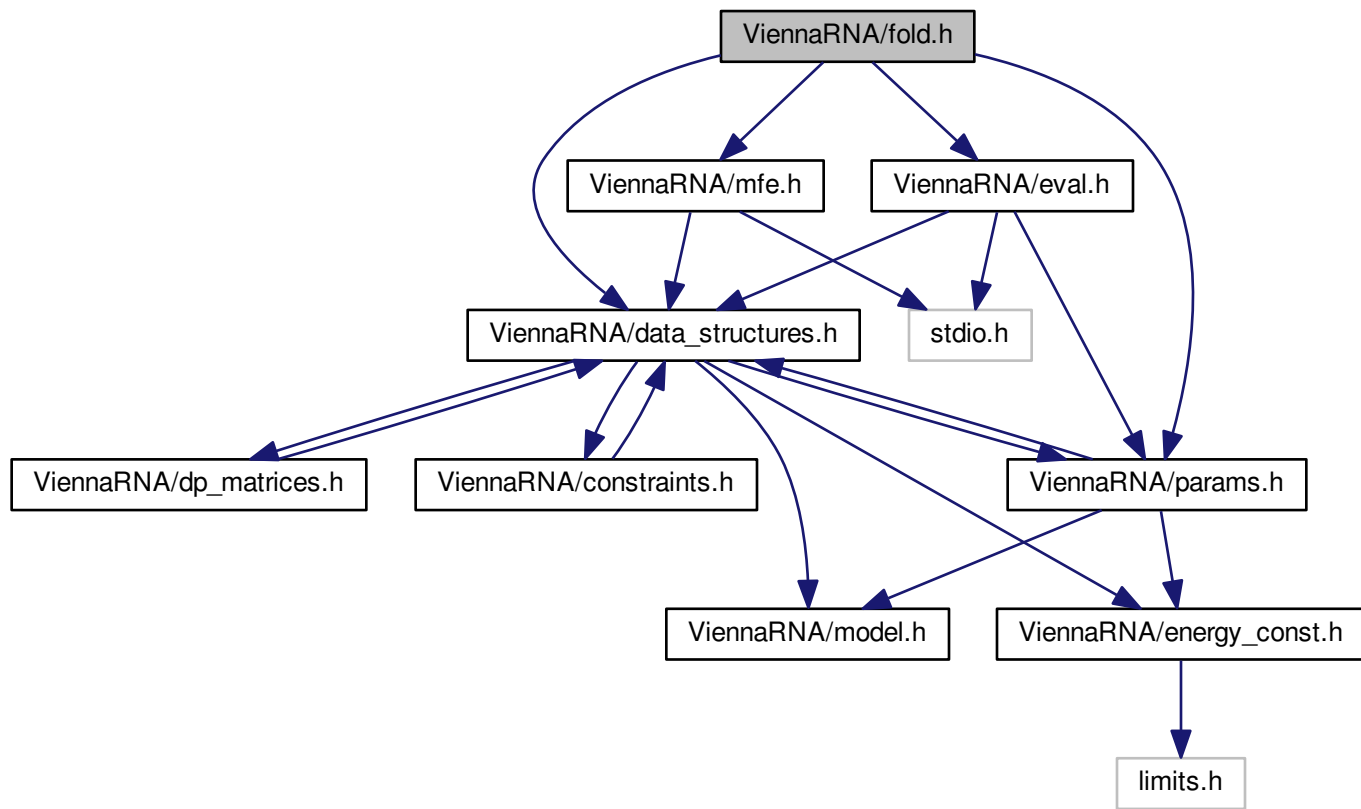 ViennaRNA/fold.h
ViennaRNA/mfe.h
ViennaRNA/eval.h
ViennaRNA/data_structures.h
stdio.h
ViennaRNA/dp_matrices.h
ViennaRNA/constraints.h
ViennaRNA/params.h
ViennaRNA/model.h
ViennaRNA/energy_const.h
limits.h